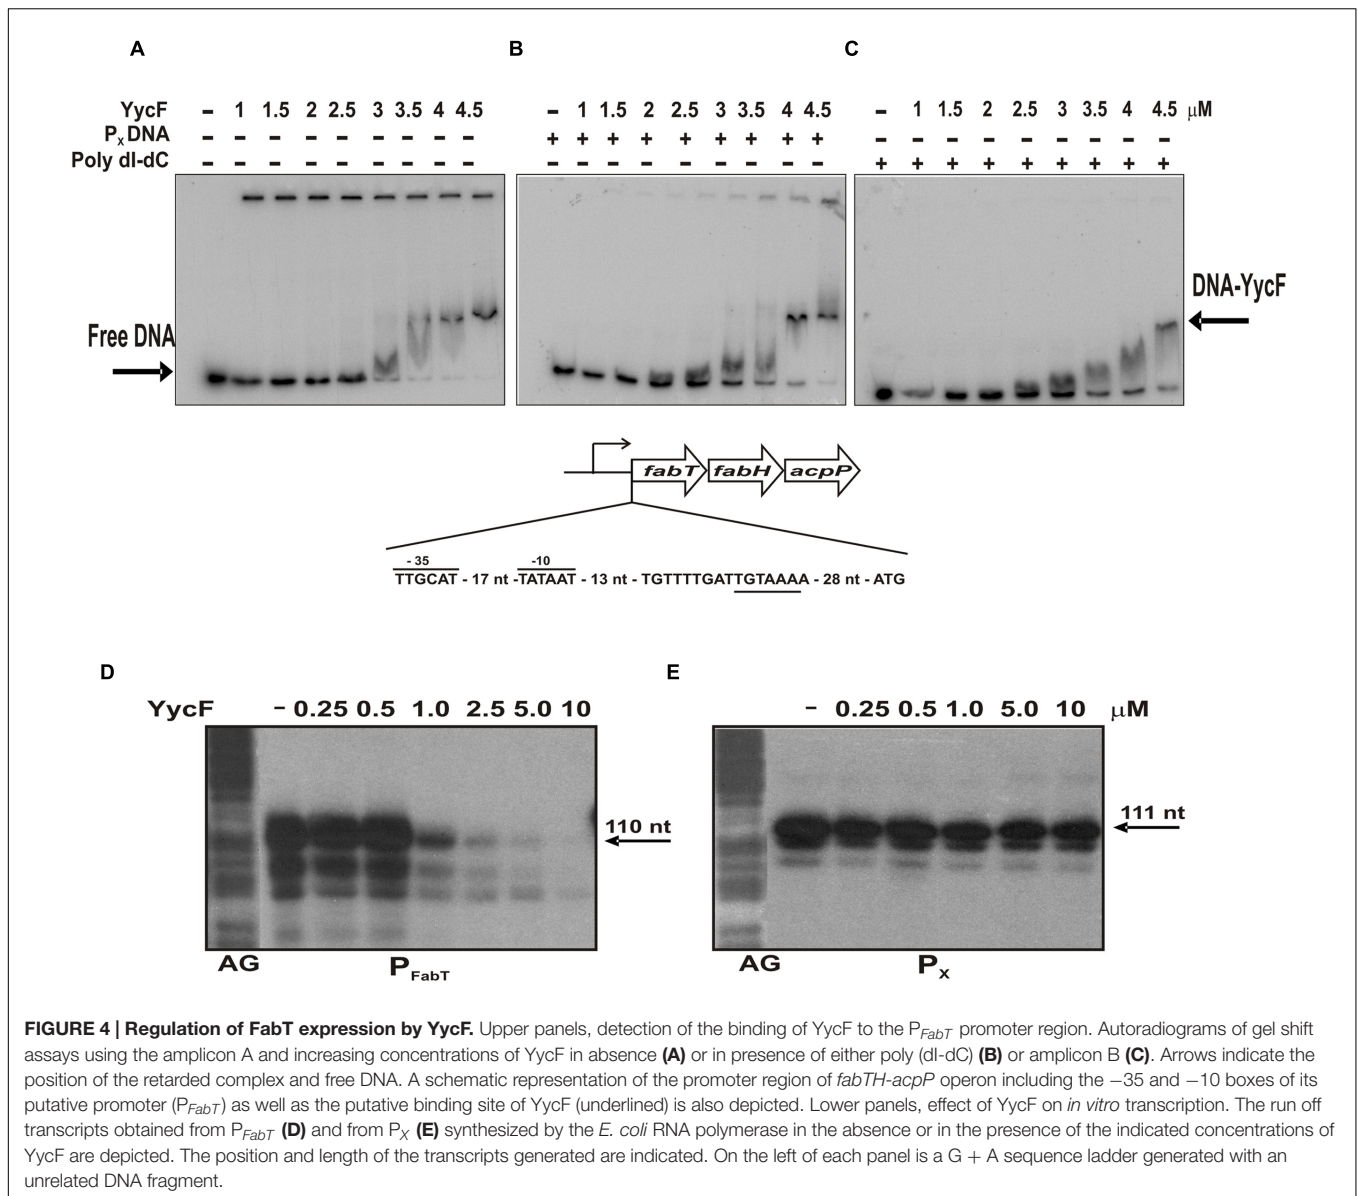 A B C
YycF – 1 1.5 2 2.5 3 3.5 4 4.5 – 1 1.5 2 2.5 3 3.5 4 4.5 – 1 1.5 2 2.5 3 3.5 4 4.5 μM
PxDNA – – – – – – – – – + + + + + + + + + – – – – – – – – –
Poly dI-dC – – – – – – – – – – – – – – – – – – + + + + + + + + +
DNA-YycF
Free DNA
fabT fabH acpP
- 35 -10
TTGCAT - 17 nt -TATAAT - 13 nt - TGTTTTGATTGTAAAA - 28 nt - ATG
D E
YycF – 0.25 0.5 1.0 2.5 5.0 10 – 0.25 0.5 1.0 5.0 10 μM
110 nt 111 nt
AG PFabT AG PX
FIGURE 4 | Regulation of FabT expression by YycF. Upper panels, detection of the binding of YycF to the PFabT promoter region. Autoradiograms of gel shift
assays using the amplicon A and increasing concentrations of YycF in absence (A) or in presence of either poly (dI-dC) (B) or amplicon B (C). Arrows indicate the
position of the retarded complex and free DNA. A schematic representation of the promoter region of fabTH-acpP operon including the −35 and −10 boxes of its
putative promoter (PFabT) as well as the putative binding site of YycF (underlined) is also depicted. Lower panels, effect of YycF on in vitro transcription. The run off
transcripts obtained from PFabT (D) and from PX (E) synthesized by the E. coli RNA polymerase in the absence or in the presence of the indicated concentrations of
YycF are depicted. The position and length of the transcripts generated are indicated. On the left of each panel is a G + A sequence ladder generated with an
unrelated DNA fragment.